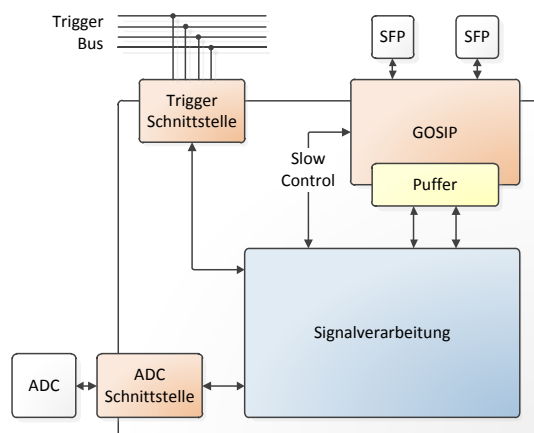 Trigger
Bus
SFP
SFP
Trigger
Schnittstelle
GOSIP
Slow
Control
Puffer
Signalverarbeitung
ADC
ADC
Schnittstelle